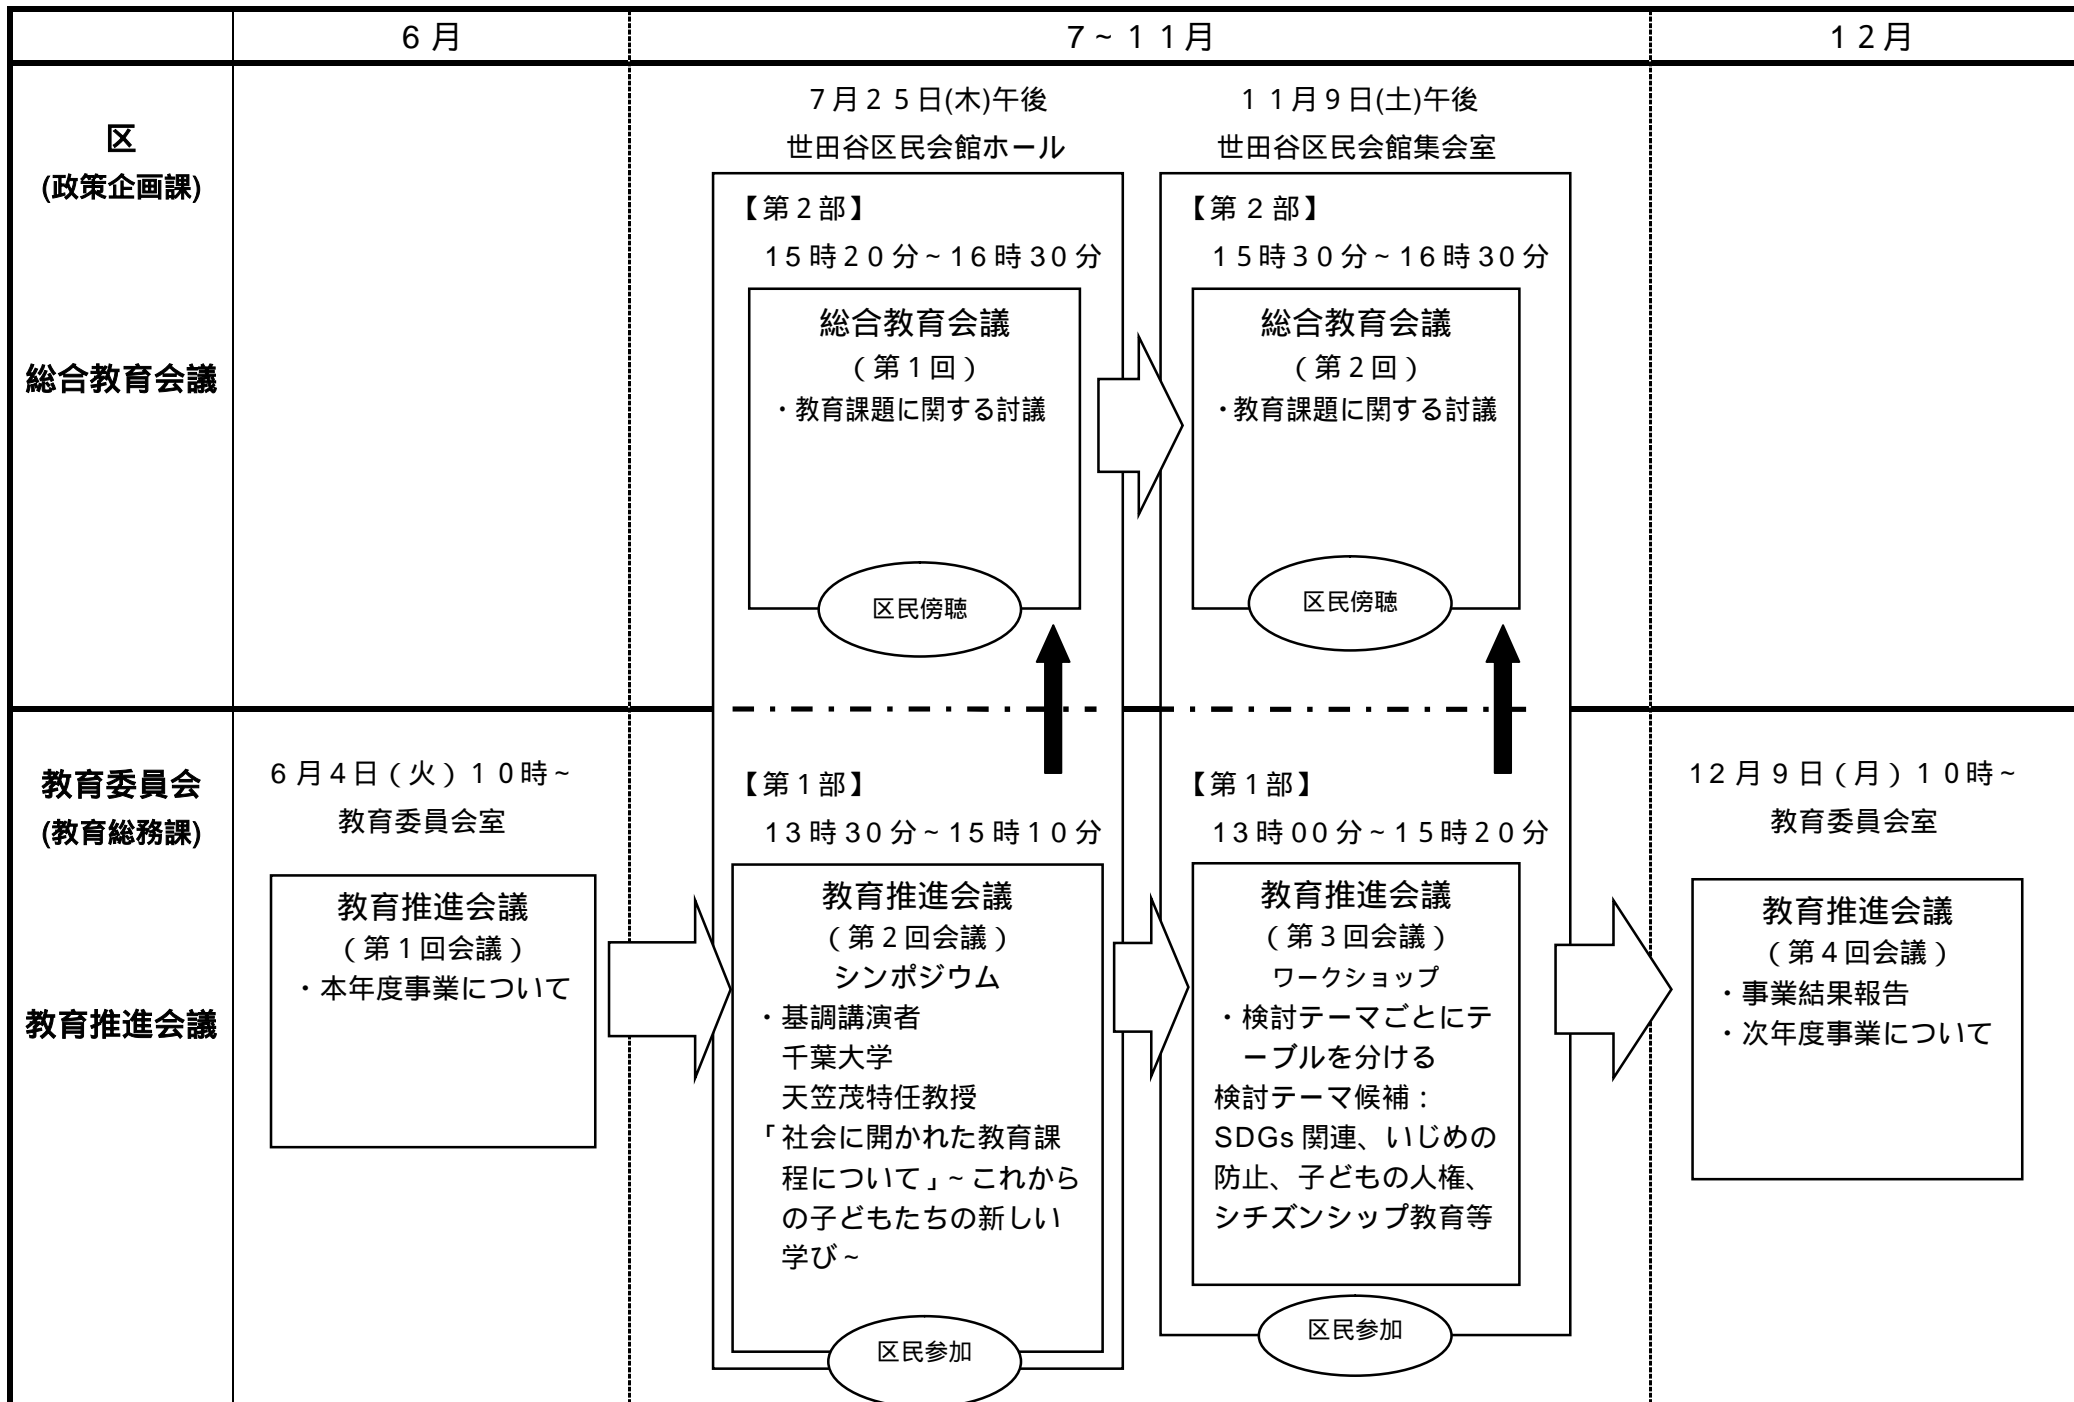 ６月
７~１１月
１２月
区
(政策企画課)
総合教育会議
７月２５日(木)午後
世田谷区民会館ホール
【第２部】
１５時２０分~１６時３０分
総合教育会議
（第１回）
・教育課題に関する討議
区民傍聴
１１月９日(土)午後
世田谷区民会館集会室
【第２部】
１５時３０分~１６時３０分
総合教育会議
（第２回）
・教育課題に関する討議
区民傍聴
教育委員会
(教育総務課)
教育推進会議
６月４日（火）１０時~
教育委員会室
教育推進会議
（第１回会議）
・本年度事業について
【第１部】
１３時３０分~１５時１０分
教育推進会議
（第２回会議）
シンポジウム
・基調講演者
千葉大学
天笠茂特任教授
「社会に開かれた教育課
程について」~これから
の子どもたちの新しい
学び~
区民参加
【第１部】
１３時００分~１５時２０分
教育推進会議
（第３回会議）
ワークショップ
・検討テーマごとにテ
ーブルを分ける
検討テーマ候補：
SDGs関連、いじめの
防止、子どもの人権、
シチズンシップ教育等
区民参加
１２月９日（月）１０時~
教育委員会室
教育推進会議
（第４回会議）
・事業結果報告
・次年度事業について